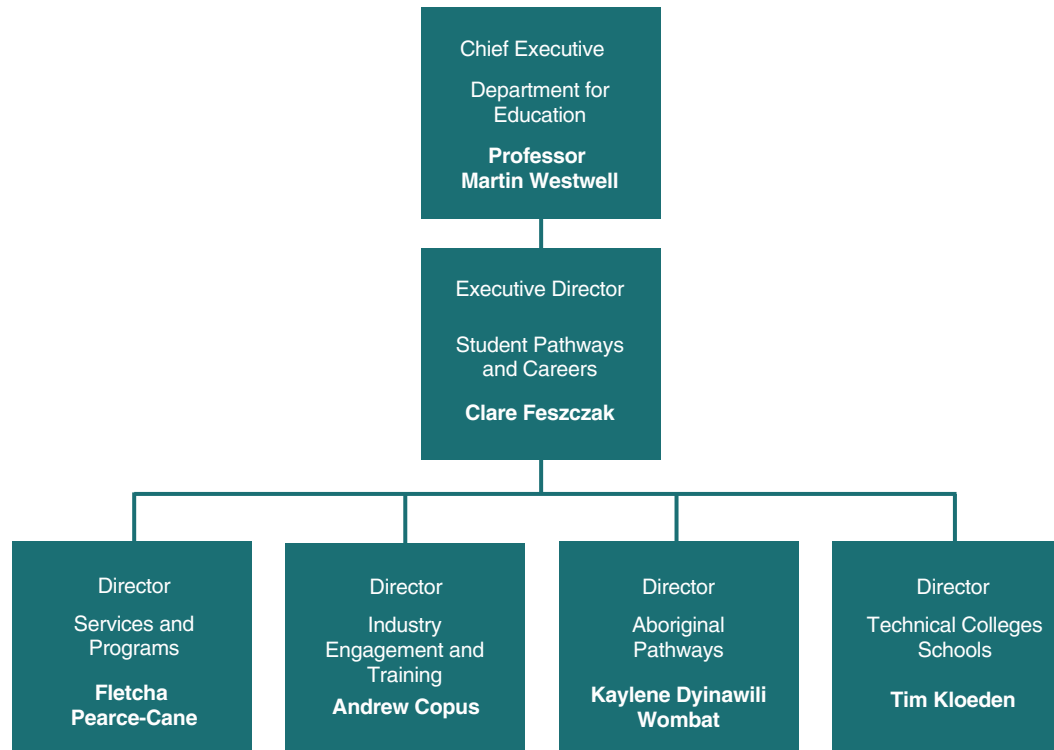 Chief Executive
Department for
Education
Professor
Martin Westwell
Executive Director
Student Pathways
and Careers
Clare Feszczak
Director
Services and
Programs
Fletcha
Pearce-Cane
Director
Industry
Engagement and
Training
Andrew Copus
Director
Aboriginal
Pathways
Kaylene Dyinawili
Wombat
Director
Technical Colleges
Schools
Tim Kloeden